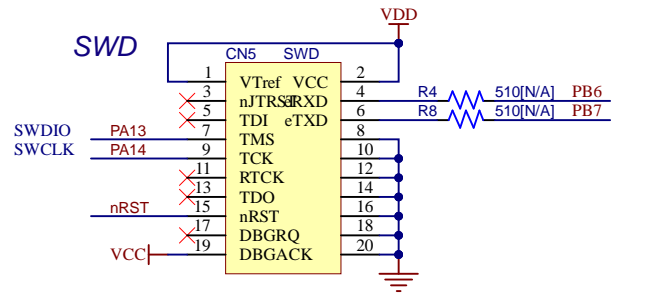 VDD
SWD
CN5 SWD
1 VTref VCC 2
3 nJTRST eRXD 4 R4 510[N/A] PB6
5 TDI eTXD 6 R8 510[N/A] PB7
SWDIO PA13 7 TMS 8
SWCLK PA14 9 TCK 10
11 RTCK 12
13 TDO 14
nRST 15 nRST 16
17 DBGRQ 18
VCC 19 DBGACK 20